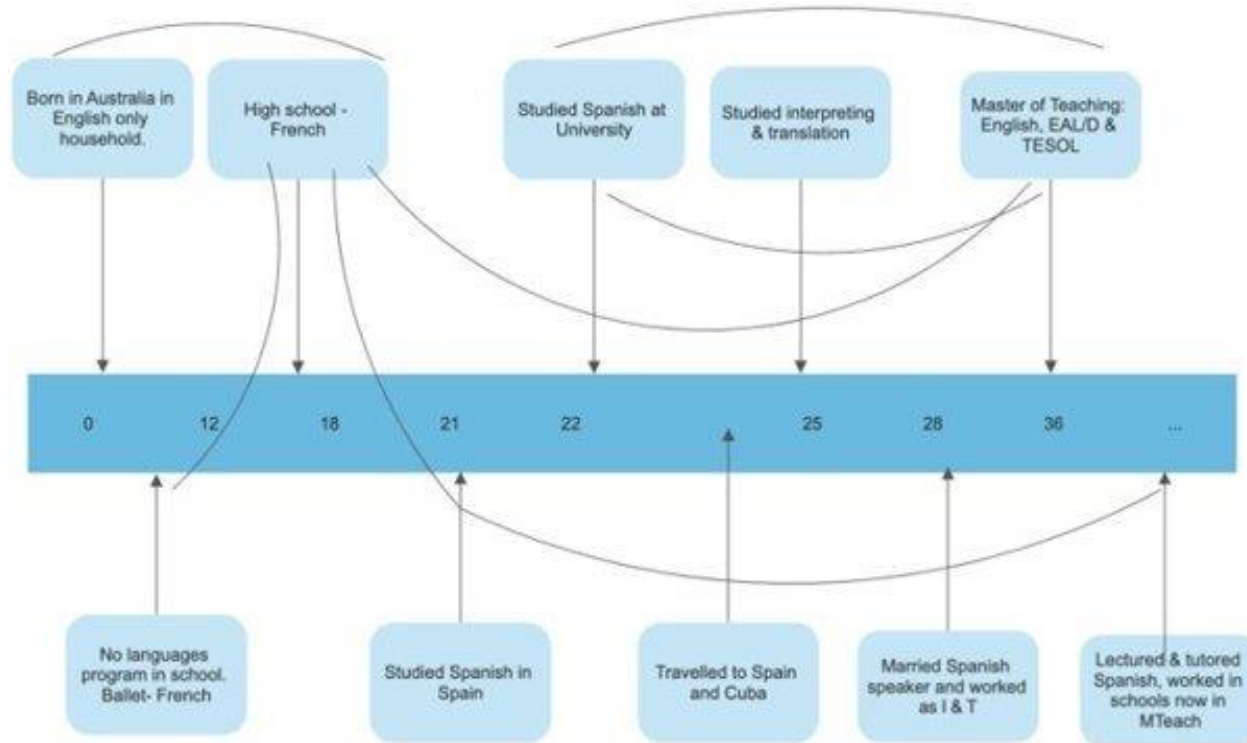 Born in Australia in
English only
household.
High school -
French
Studied Spanish at
University
Studied interpreting
& translation
Master of Teaching:
English, EAL/D &
TESOL
0 12 18 21 22 25 28 36 ...
No languages
program in school.
Ballet- French
Studied Spanish in
Spain
Travelled to Spain
and Cuba
Married Spanish
speaker and worked
as I & T
Lectured & tutored
Spanish, worked in
schools now in
MTeach